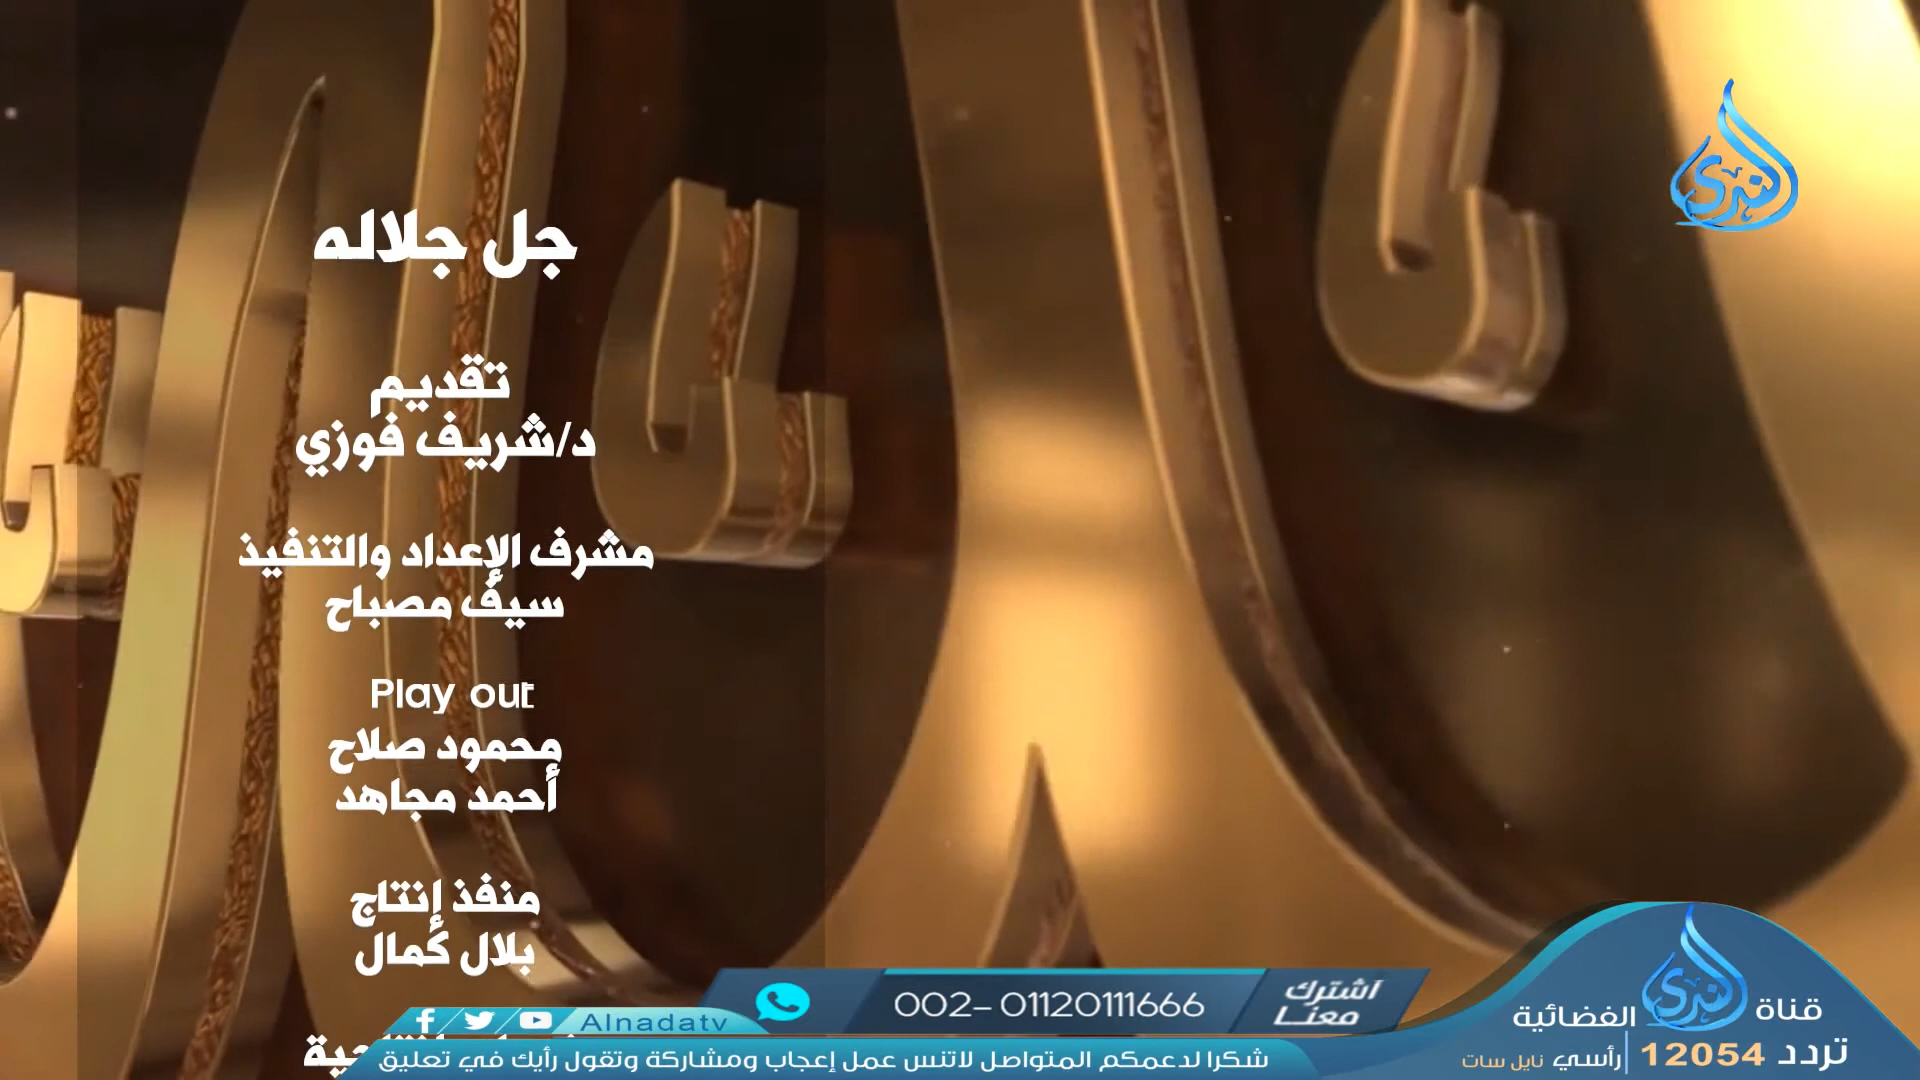 الندى
جل جلاله
تقديم
د/شريف فوزي
مشرف الإعداد والتنفيذ
سيف مصباح
Play out
محمود صلاح
أحمد مجاهد
منفذ إنتاج
بلال كمال
اشترك معنا
002-01120111666
Alnadatv
شكرا لدعمكم المتواصل لاتنس عمل إعجاب ومشاركة وتقول رأيك في تعليق
قناة الندى الفضائية
تردد 12054 رأسي نايل سات